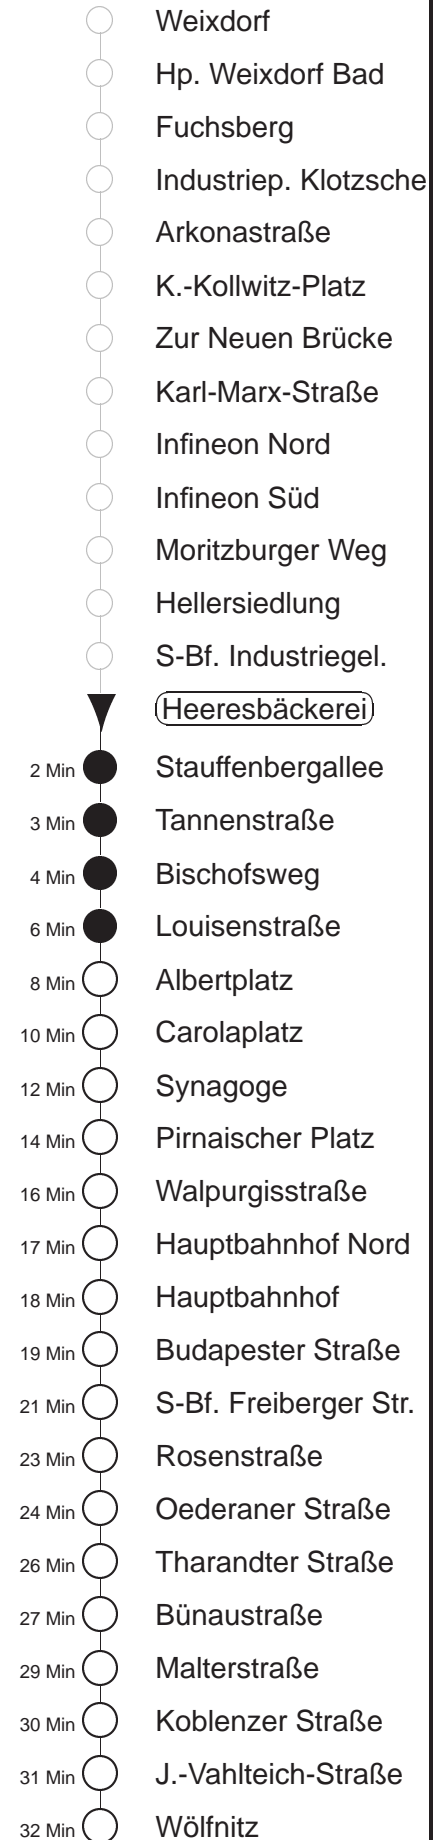 Weixdorf
Hp. Weixdorf Bad
Fuchsberg
Industriep. Klotzsche
Arkonastraße
K.-Kollwitz-Platz
Zur Neuen Brücke
Karl-Marx-Straße
Infineon Nord
Infineon Süd
Moritzburger Weg
Hellersiedlung
S-Bf. Industriegel.
Heeresbäckerei
2 Min Stauffenbergallee
3 Min Tannenstraße
4 Min Bischofsweg
6 Min Louisenstraße
8 Min Albertplatz
10 Min Carolaplatz
12 Min Synagoge
14 Min Pirnaischer Platz
16 Min Walpurgisstraße
17 Min Hauptbahnhof Nord
18 Min Hauptbahnhof
19 Min Budapester Straße
21 Min S-Bf. Freiberger Str.
23 Min Rosenstraße
24 Min Oederaner Straße
26 Min Tharandter Straße
27 Min Bünaustraße
29 Min Malterstraße
30 Min Koblenzer Straße
31 Min J.-Vahlteich-Straße
32 Min Wölfnitz